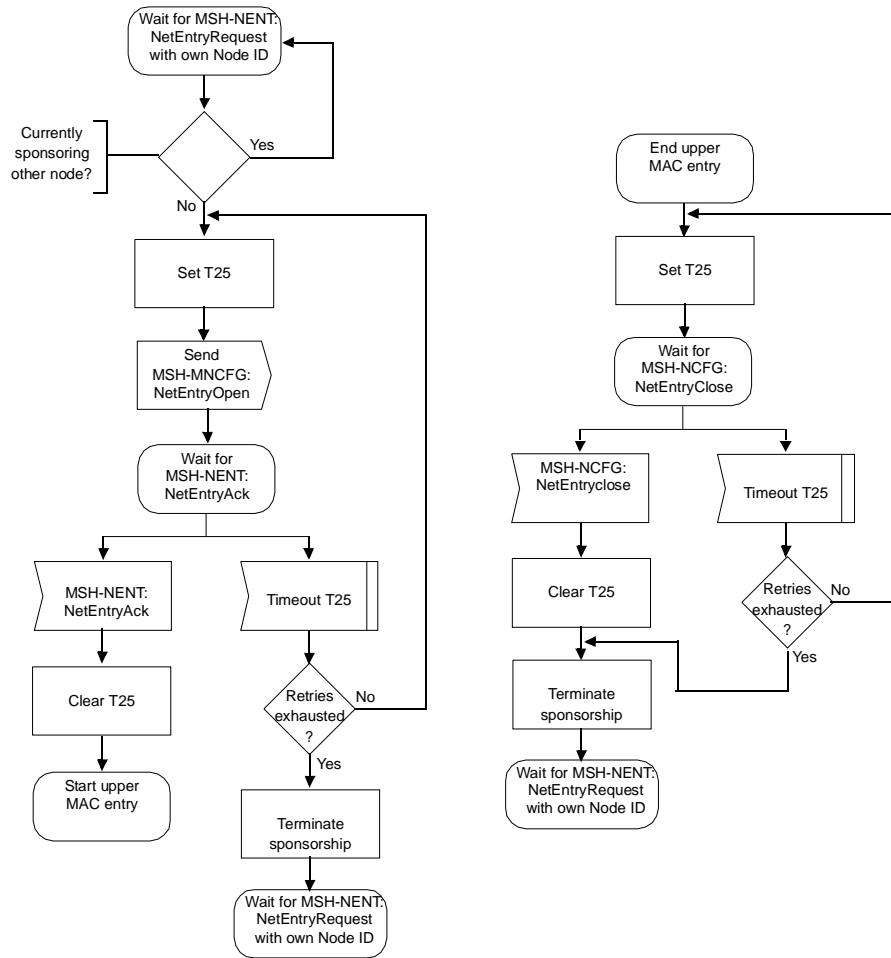 Wait for MSH-NENT:
NetEntryRequest
with own Node ID
Currently
sponsoring
other node?
Yes
No
Set T25
Send
MSH-MNCFG:
NetEntryOpen
Wait for
MSH-NENT:
NetEntryAck
MSH-NENT:
NetEntryAck
Timeout T25
Clear T25
Retries
exhausted
?
No
Yes
Start upper
MAC entry
Terminate
sponsorship
Wait for MSH-NENT:
NetEntryRequest
with own Node ID
End upper
MAC entry
Set T25
Wait for
MSH-NCFG:
NetEntryClose
MSH-NCFG:
NetEntryclose
Timeout T25
Clear T25
Retries
exhausted
?
No
Yes
Terminate
sponsorship
Wait for MSH-NENT:
NetEntryRequest
with own Node ID